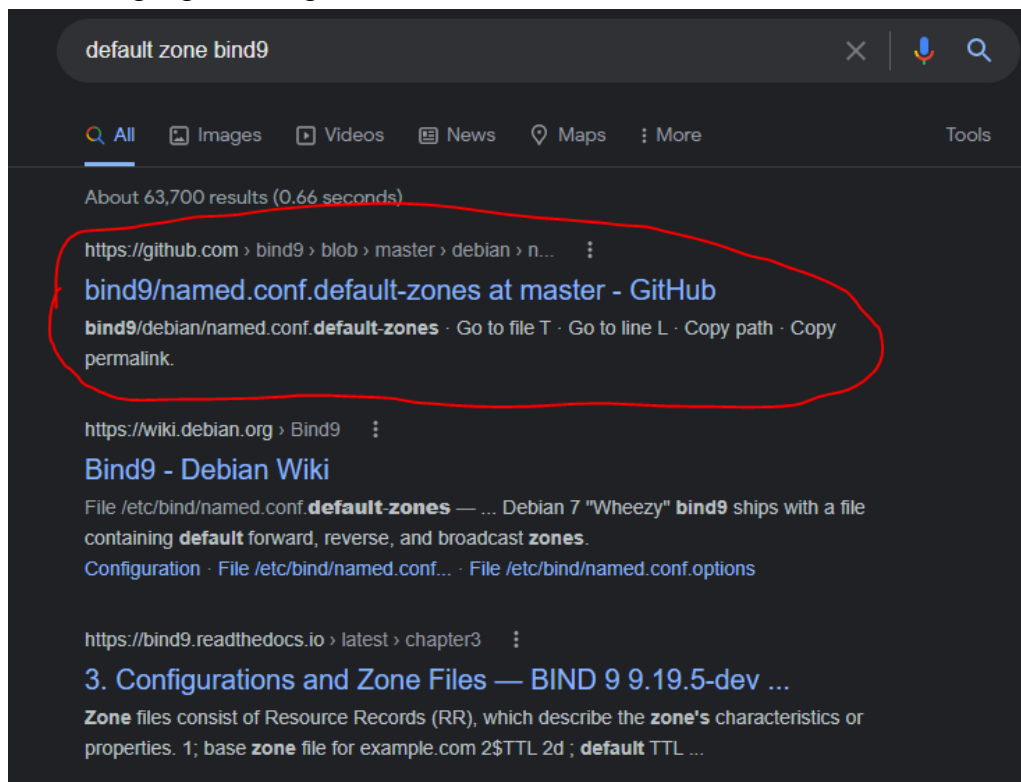 default zone bind9
All Images Videos News Maps More Tools
About 63,700 results (0.66 seconds)
https://github.com › bind9 › blob › master › debian › n...
bind9/named.conf.default-zones at master - GitHub
bind9/debian/named.conf.default-zones · Go to file T · Go to line L · Copy path · Copy
permalink.
https://wiki.debian.org › Bind9
Bind9 - Debian Wiki
File /etc/bind/named.conf.default-zones — ... Debian 7 "Wheezy" bind9 ships with a file
containing default forward, reverse, and broadcast zones.
Configuration · File /etc/bind/named.conf... · File /etc/bind/named.conf.options
https://bind9.readthedocs.io › latest › chapter3
3. Configurations and Zone Files — BIND 9 9.19.5-dev ...
Zone files consist of Resource Records (RR), which describe the zone's characteristics or
properties. 1; base zone file for example.com 2$TTL 2d ; default TTL ...